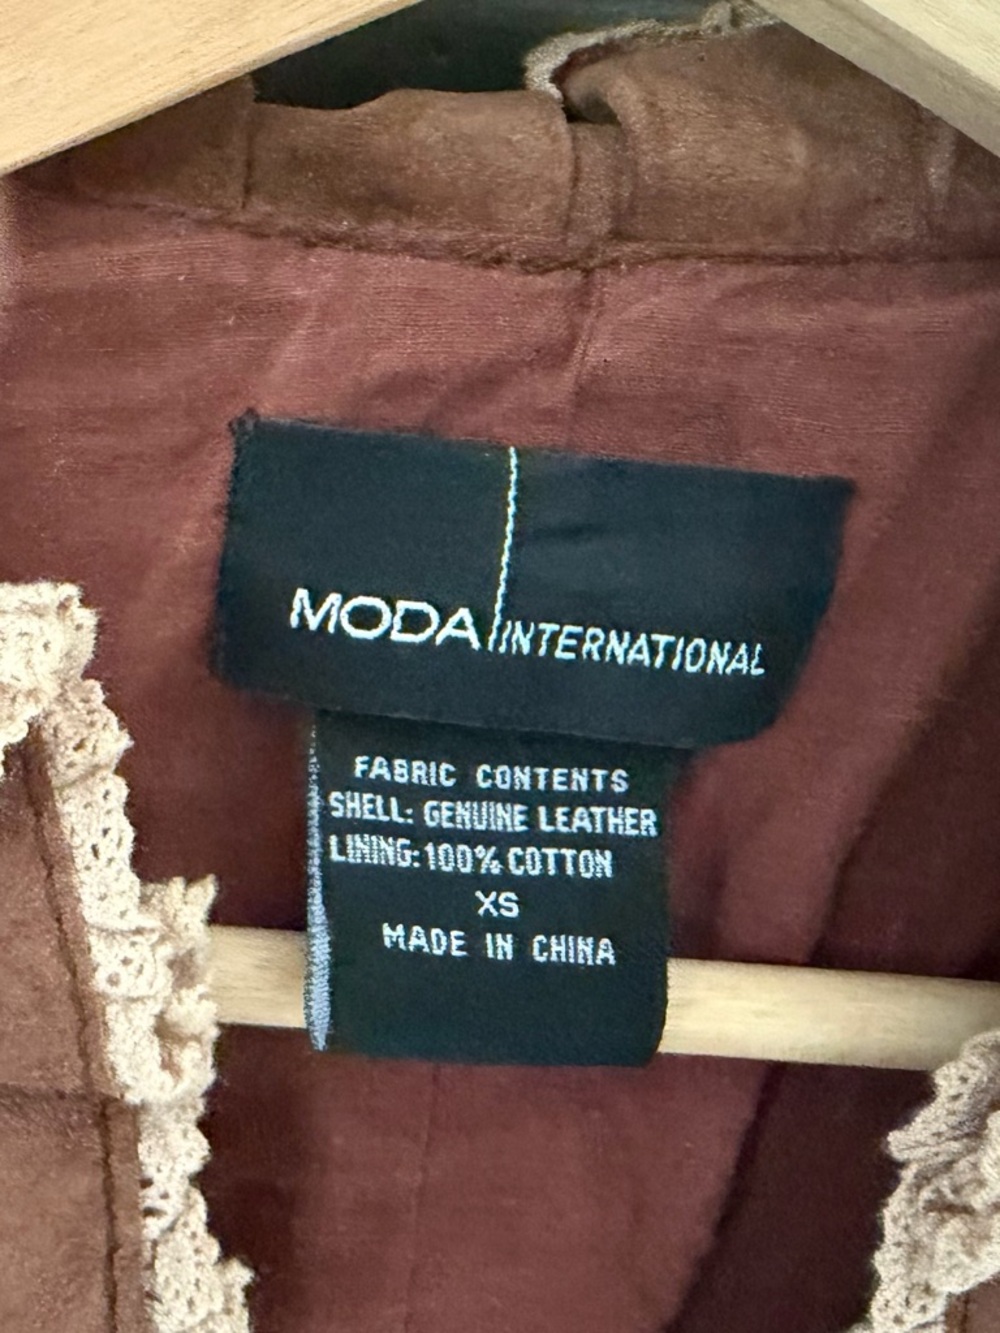 MODA INTERNATIONAL
FABRIC CONTENTS
SHELL: GENUINE LEATHER
LINING: 100% COTTON
XS
MADE IN CHINA